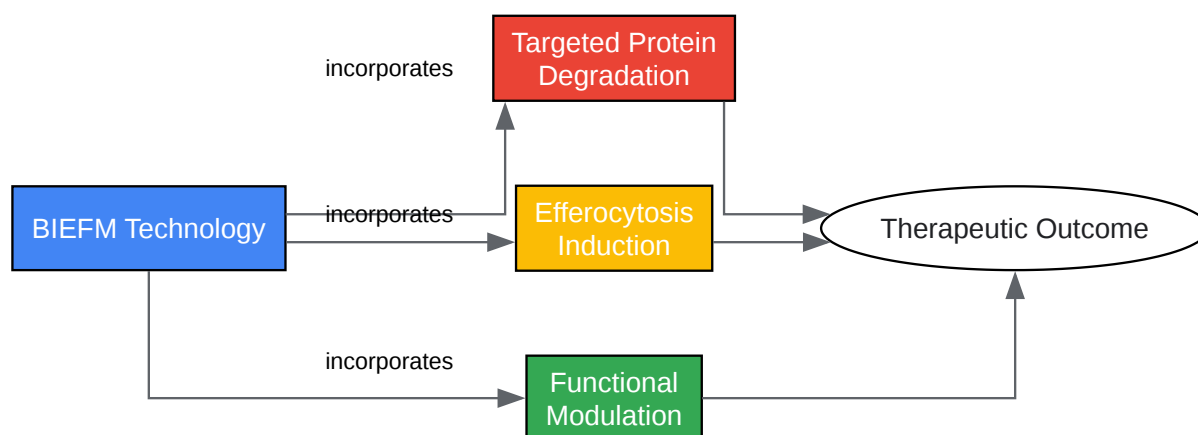 Targeted Protein
Degradation
incorporates
BIEFM Technology
incorporates
Efferocytosis
Induction
Therapeutic Outcome
incorporates
Functional
Modulation